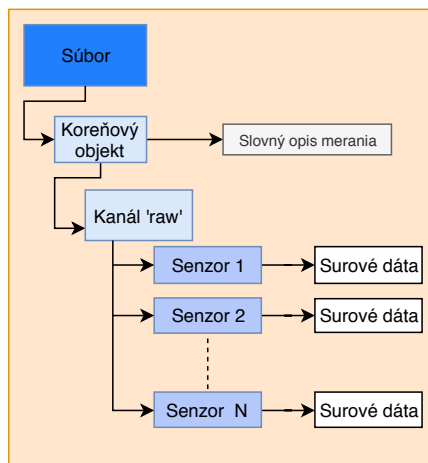 Súbor
Koreňový
objekt
Slovný opis merania
Kanál 'raw'
Senzor 1
Surové dáta
Senzor 2
Surové dáta
Senzor N
Surové dáta